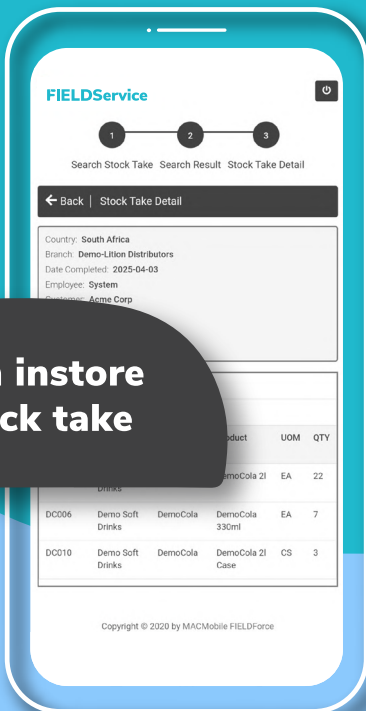 FIELDService
1 2 3
Search Stock Take Search Result Stock Take Detail
Back | Stock Take Detail
Country: South Africa
Branch: Demo-Lition Distributors
Date Completed: 2025-04-03
Employee: System
Customer: Acme Corp
instore
take
UOM QTY
DemoCola 2l EA 22
Drinks
DC006 Demo Soft DemoCola DemoCola EA 7
Drinks 330ml
DC010 Demo Soft DemoCola DemoCola 2l CS 3
Drinks Case
Copyright © 2020 by MACMobile FIELDForce